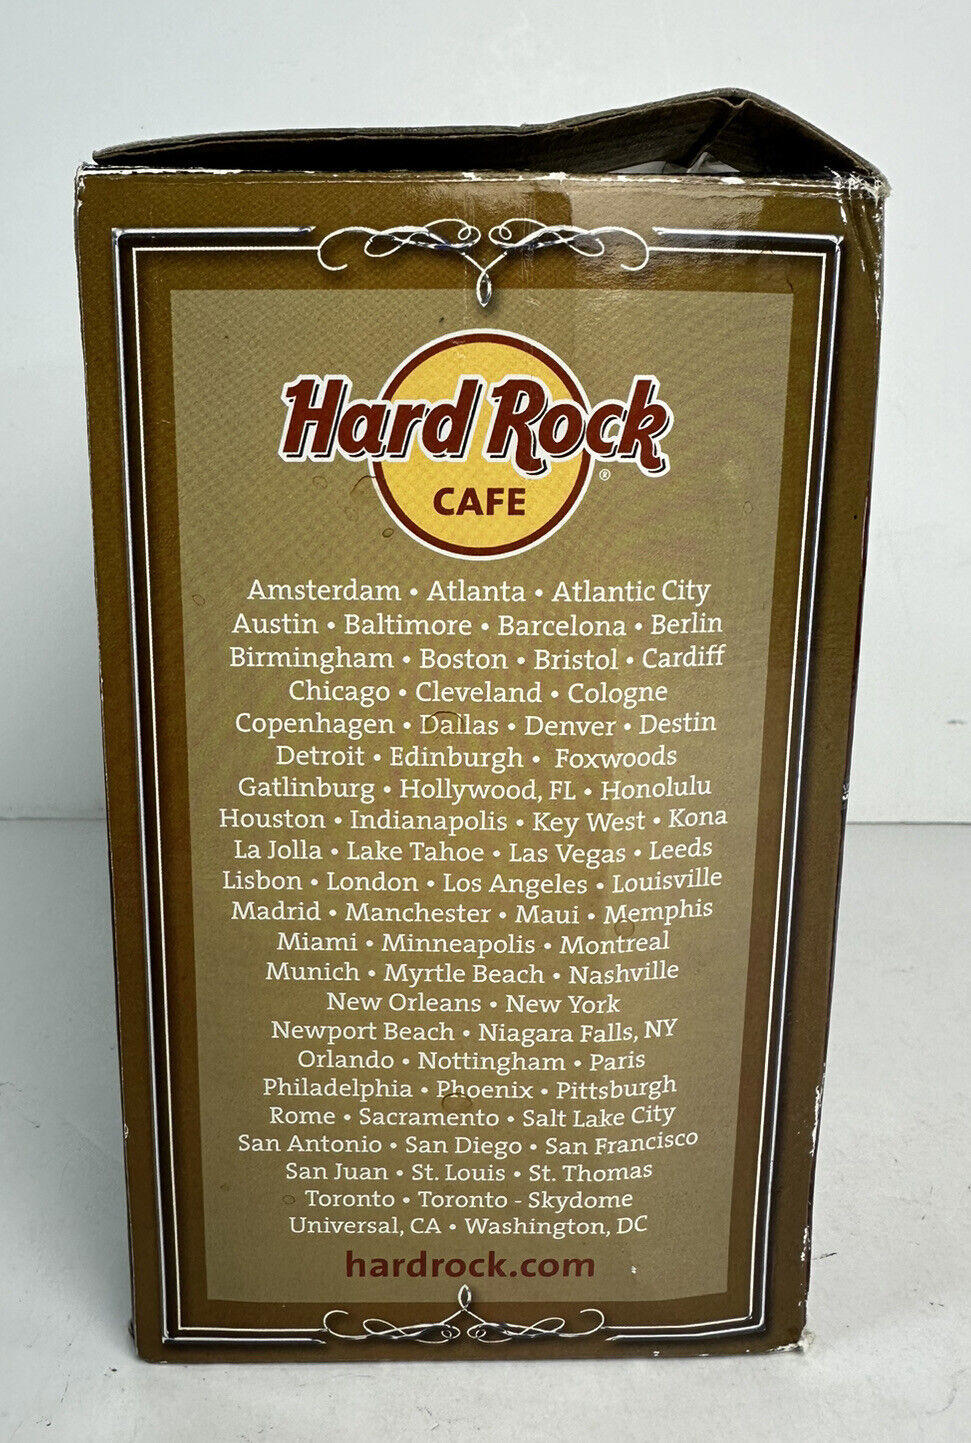 Hard Rock
®
CAFE
Amsterdam • Atlanta • Atlantic City
Austin • Baltimore • Barcelona • Berlin
Birmingham • Boston • Bristol • Cardiff
Chicago • Cleveland • Cologne
Copenhagen • Dallas • Denver • Destin
Detroit • Edinburgh • Foxwoods
Gatlinburg • Hollywood, FL • Honolulu
Houston • Indianapolis • Key West • Kona
La Jolla • Lake Tahoe • Las Vegas • Leeds
Lisbon • London • Los Angeles • Louisville
Madrid • Manchester • Maui • Memphis
Miami • Minneapolis • Montreal
Munich • Myrtle Beach • Nashville
New Orleans • New York
Newport Beach • Niagara Falls, NY
Orlando • Nottingham • Paris
Philadelphia • Phoenix • Pittsburgh
Rome • Sacramento • Salt Lake City
San Antonio • San Diego • San Francisco
San Juan • St. Louis • St. Thomas
Toronto • Toronto - Skydome
Universal, CA • Washington, DC
hardrock.com